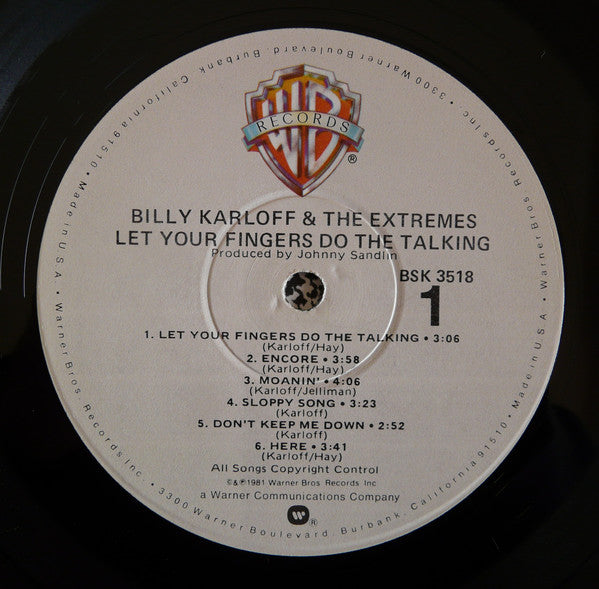 WB
RECORDS
®
BILLY KARLOFF & THE EXTREMES
LET YOUR FINGERS DO THE TALKING
Produced by Johnny Sandlin
BSK 3518
1
1. LET YOUR FINGERS DO THE TALKING • 3:06
(Karloff/Hay)
2. ENCORE • 3:58
(Karloff/Hay)
3. MOANIN' • 4:06
(Karloff/Jelliman)
4. SLOPPY SONG • 3:23
(Karloff)
5. DON'T KEEP ME DOWN • 2:52
(Karloff)
6. HERE • 3:41
(Karloff/Hay)
All Songs Copyright Control
©&℗1981 Warner Bros. Records Inc
a Warner Communications Company
®
Warner Bros. Records Inc. • 3300 Warner Boulevard, Burbank, California 91510 • Made in U.S.A. •
Warner Bros. Records Inc. • 3300 Warner Boulevard, Burbank, California 91510 • Made in U.S.A. •